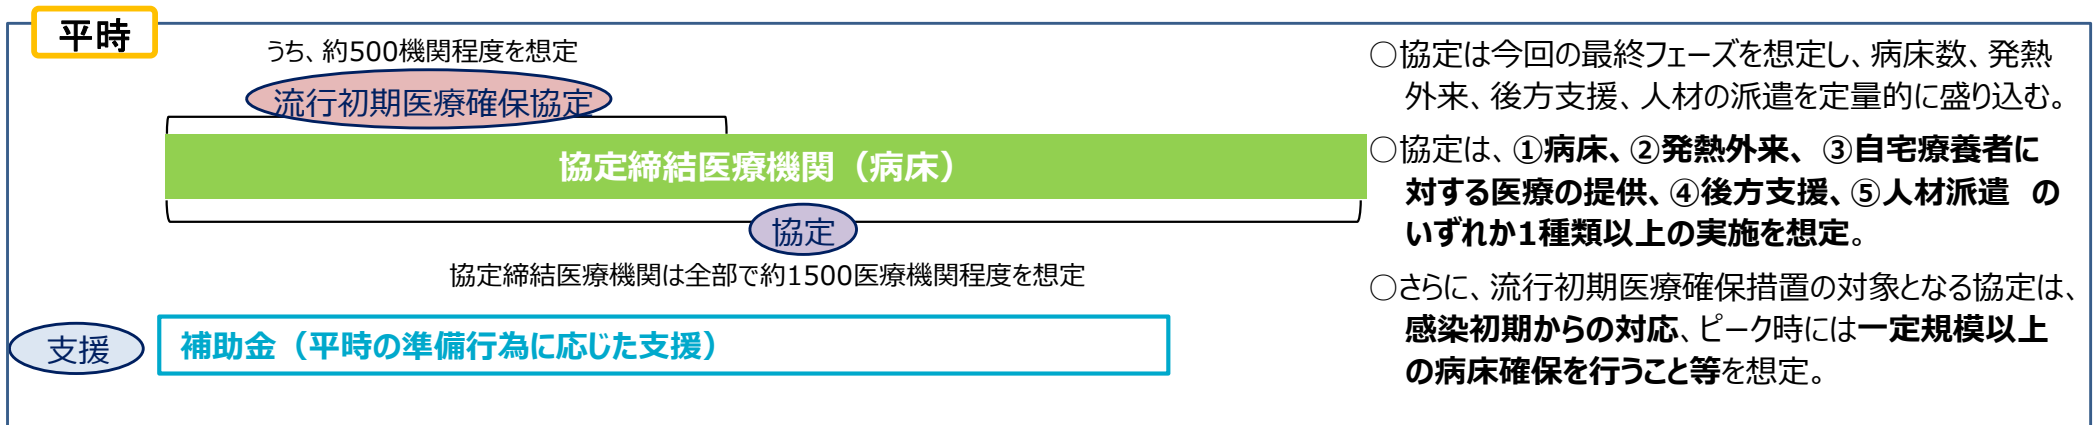 平時
うち、約500機関程度を想定
流行初期医療確保協定
協定締結医療機関（病床）
協定
協定締結医療機関は全部で約1500医療機関程度を想定
支援
補助金（平時の準備行為に応じた支援）
○協定は今回の最終フェーズを想定し、病床数、発熱
外来、後方支援、人材の派遣を定量的に盛り込む。
○協定は、①病床、②発熱外来、③自宅療養者に
対する医療の提供、④後方支援、⑤人材派遣 の
いずれか1種類以上の実施を想定。
○さらに、流行初期医療確保措置の対象となる協定は、
感染初期からの対応、ピーク時には一定規模以上
の病床確保を行うこと等を想定。